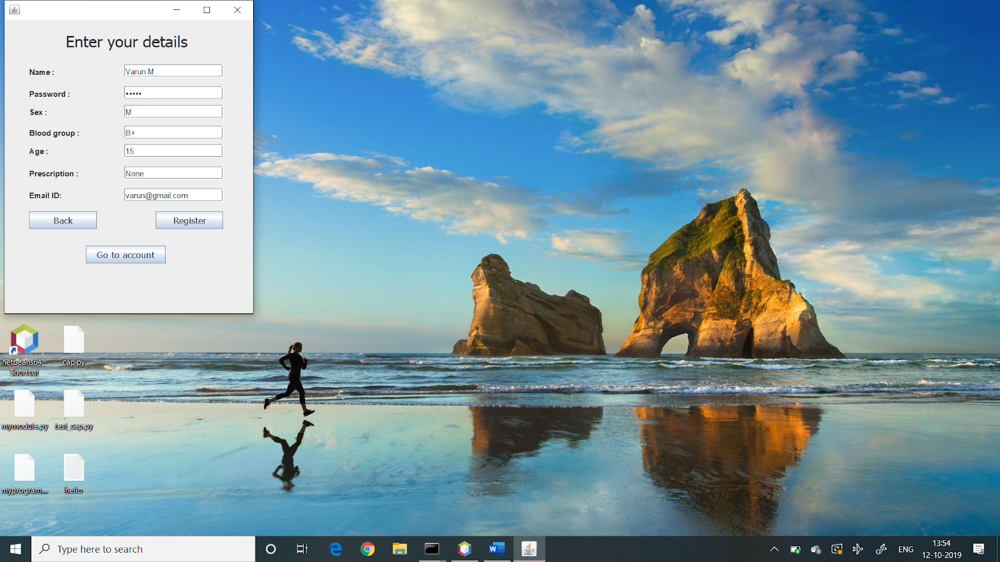 Enter your details
Name :
Varun M
Password :
•••••
Sex :
M
Blood group :
B+
Age :
15
Prescription :
None
Email ID:
varun@gmail.com
Back
Register
Go to account
netbeans64 -
Shortcut
cap.py
mymodule.py
test_cap.py
myprogram....
hello
Type here to search
ENG
13:54
12-10-2019